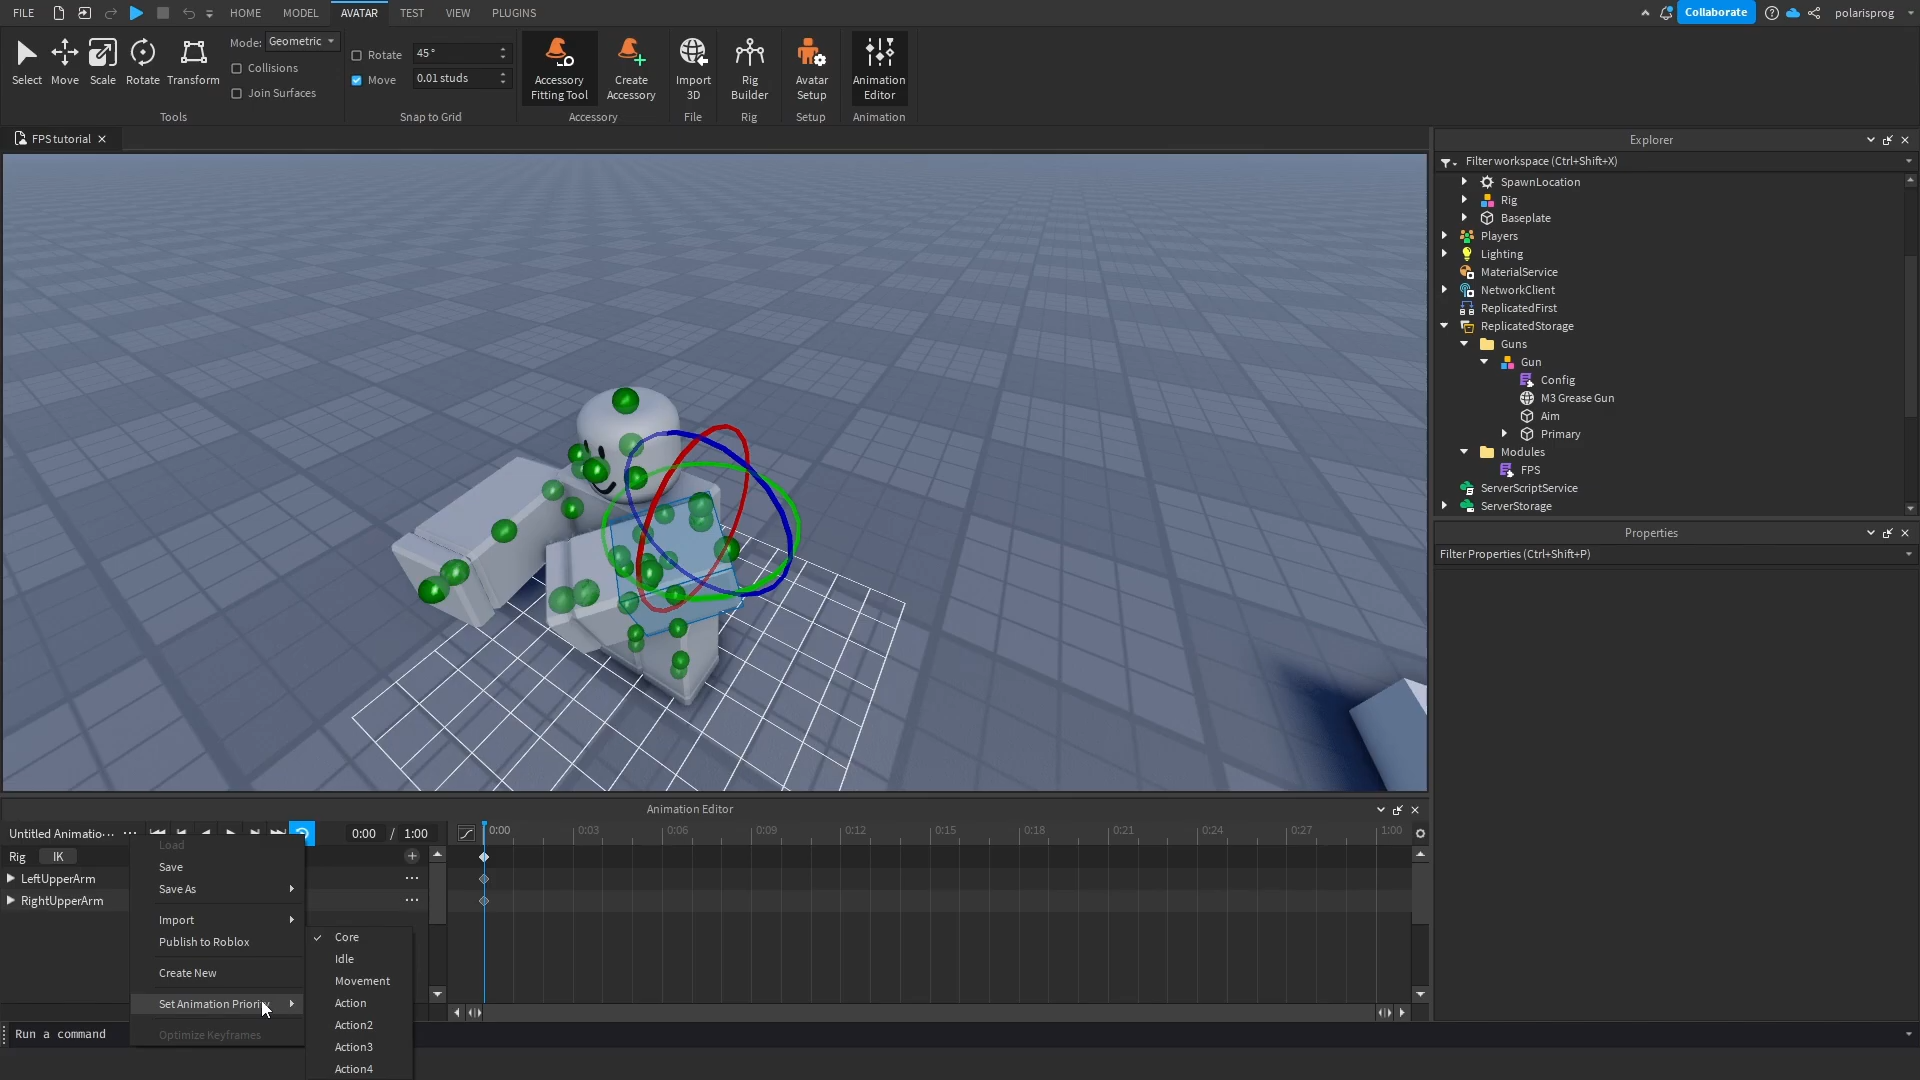 FILE HOME MODEL AVATAR TEST VIEW PLUGINS Collaborate polarisprog
Select Move Scale Rotate Transform
Mode: Geometric
Collisions
Join Surfaces
Tools
Rotate 45°
Move 0.01 studs
Snap to Grid
Accessory Fitting Tool
Create Accessory
Accessory
Import 3D
File
Rig Builder
Rig
Avatar Setup
Setup
Animation Editor
Animation
FPS tutorial
Explorer
Filter workspace (Ctrl+Shift+X)
SpawnLocation
Rig
Baseplate
Players
Lighting
MaterialService
NetworkClient
ReplicatedFirst
ReplicatedStorage
Guns
Gun
Config
M3 Grease Gun
Aim
Primary
Modules
FPS
ServerScriptService
ServerStorage
Properties
Filter Properties (Ctrl+Shift+P)
Animation Editor
Untitled Animatio··· 0:00 / 1:00
0:00 0:03 0:06 0:09 0:12 0:15 0:18 0:21 0:24 0:27 1:00
Rig IK
LeftUpperArm
RightUpperArm
Load
Save
Save As
Import
Publish to Roblox
Create New
Set Animation Priority
Optimize Keyframes
Core
Idle
Movement
Action
Action2
Action3
Action4
Run a command